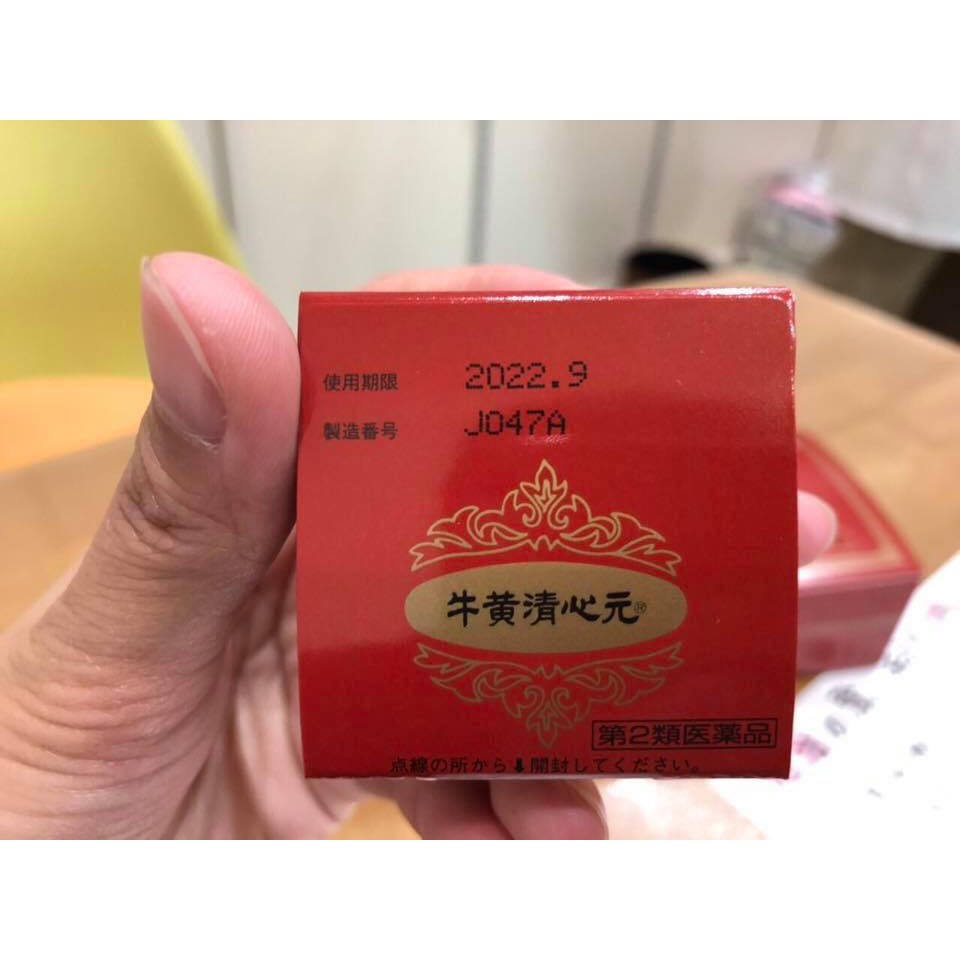 使用期限 2022.9
製造番号 J047A
牛黄清心元®
第2類医薬品
点線の所から⬇開封してください。